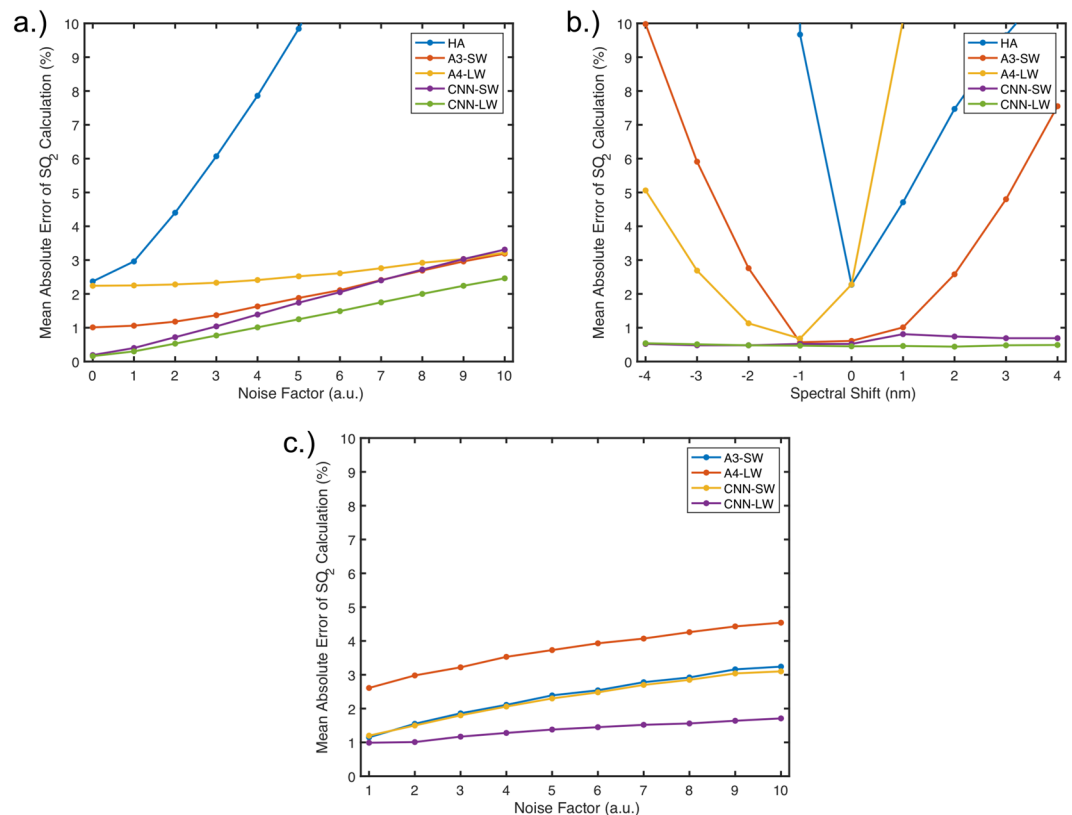 a.)
Mean Absolute Error of SO2 Calculation (%)
10
9
8
7
6
5
4
3
2
1
0
HA
A3-SW
A4-LW
CNN-SW
CNN-LW
0 1 2 3 4 5 6 7 8 9 10
Noise Factor (a.u.)
b.)
Mean Absolute Error of SO2 Calculation (%)
10
9
8
7
6
5
4
3
2
1
0
HA
A3-SW
A4-LW
CNN-SW
CNN-LW
-4 -3 -2 -1 0 1 2 3 4
Spectral Shift (nm)
c.)
Mean Absolute Error of SO2 Calculation (%)
10
9
8
7
6
5
4
3
2
1
0
A3-SW
A4-LW
CNN-SW
CNN-LW
1 2 3 4 5 6 7 8 9 10
Noise Factor (a.u.)